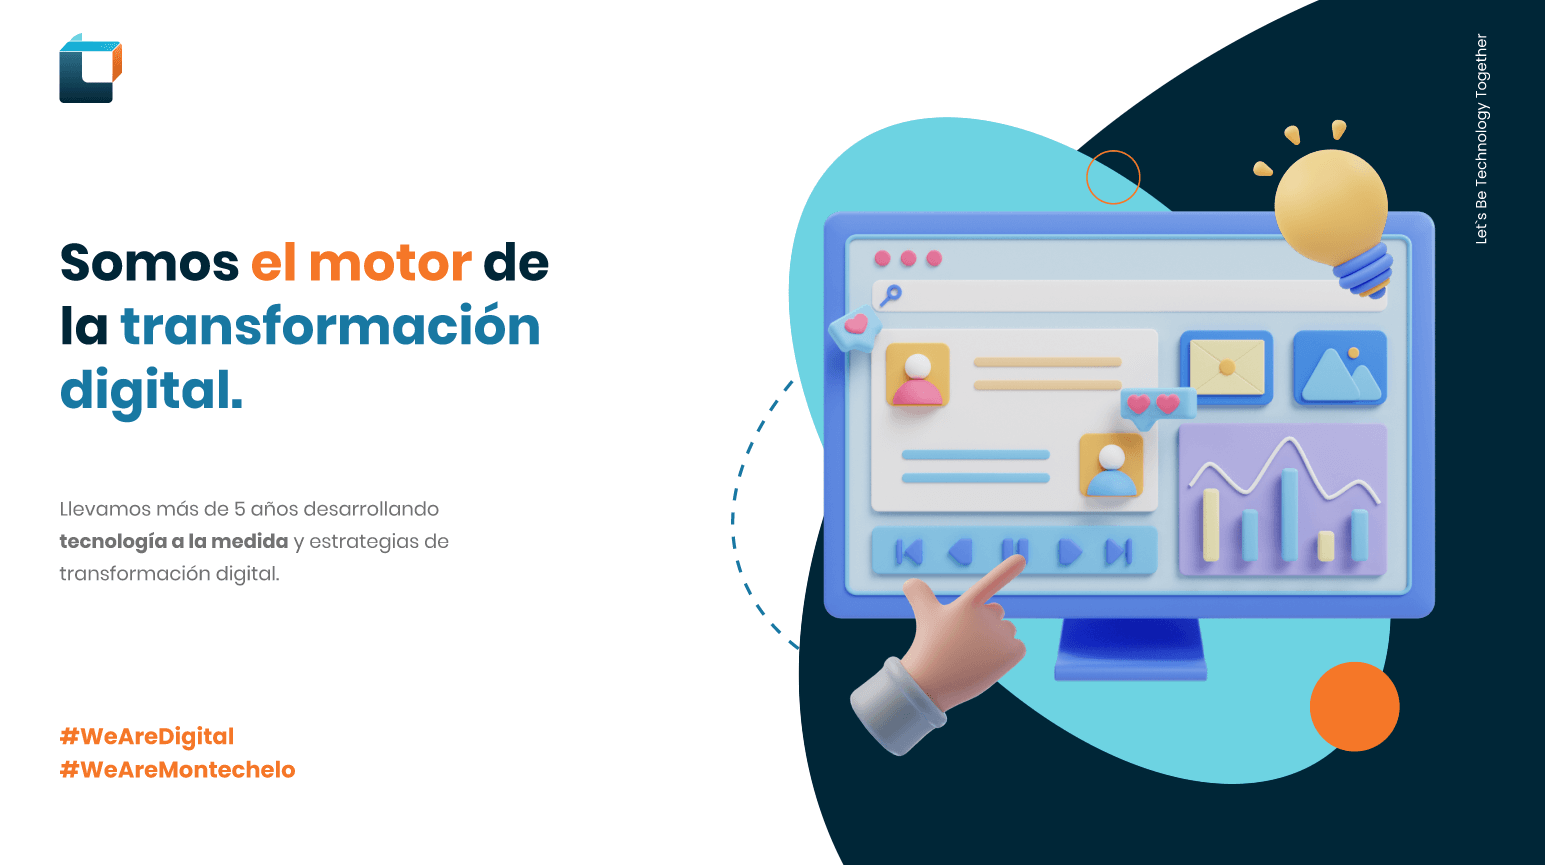 Somos el motor de
la transformación
digital.
Llevamos más de 5 años desarrollando
tecnología a la medida y estrategias de
transformación digital.
#WeAreDigital
#WeAreMontechelo
Let`s Be Technology Together